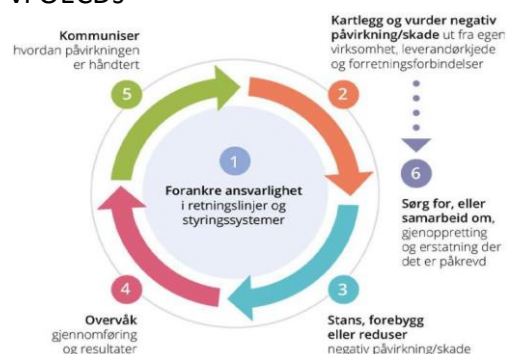 Kommuniser
hvordan påvirkningen
er håndtert
5
Kartlegg og vurder negativ
påvirkning/skade ut fra egen
virksomhet, leverandørkjede
og forretningsforbindelser
2
1
Forankre ansvarlighet
i retningslinjer og
styringssystemer
6
Sørg for, eller
samarbeid om,
gjenoppretting
og erstatning der
det er påkrevd
4
Overvåk
gjennomføring
og resultater
3
Stans, forebygg
eller reduser
negativ påvirkning/skade